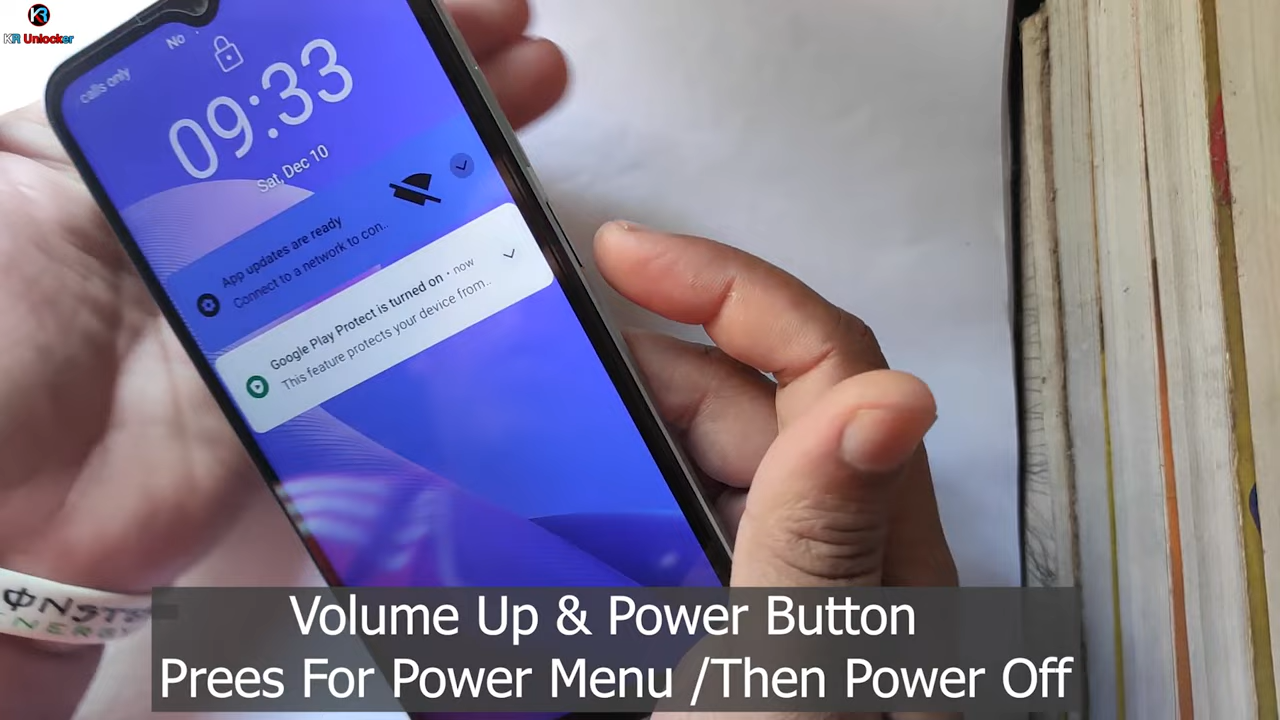 KR
KR Unlocker
calls only
No
09:33
Sat, Dec 10
App updates are ready
Connect to a network to con..
Google Play Protect is turned on • now
This feature protects your device from..
Volume Up & Power Button
Prees For Power Menu /Then Power Off